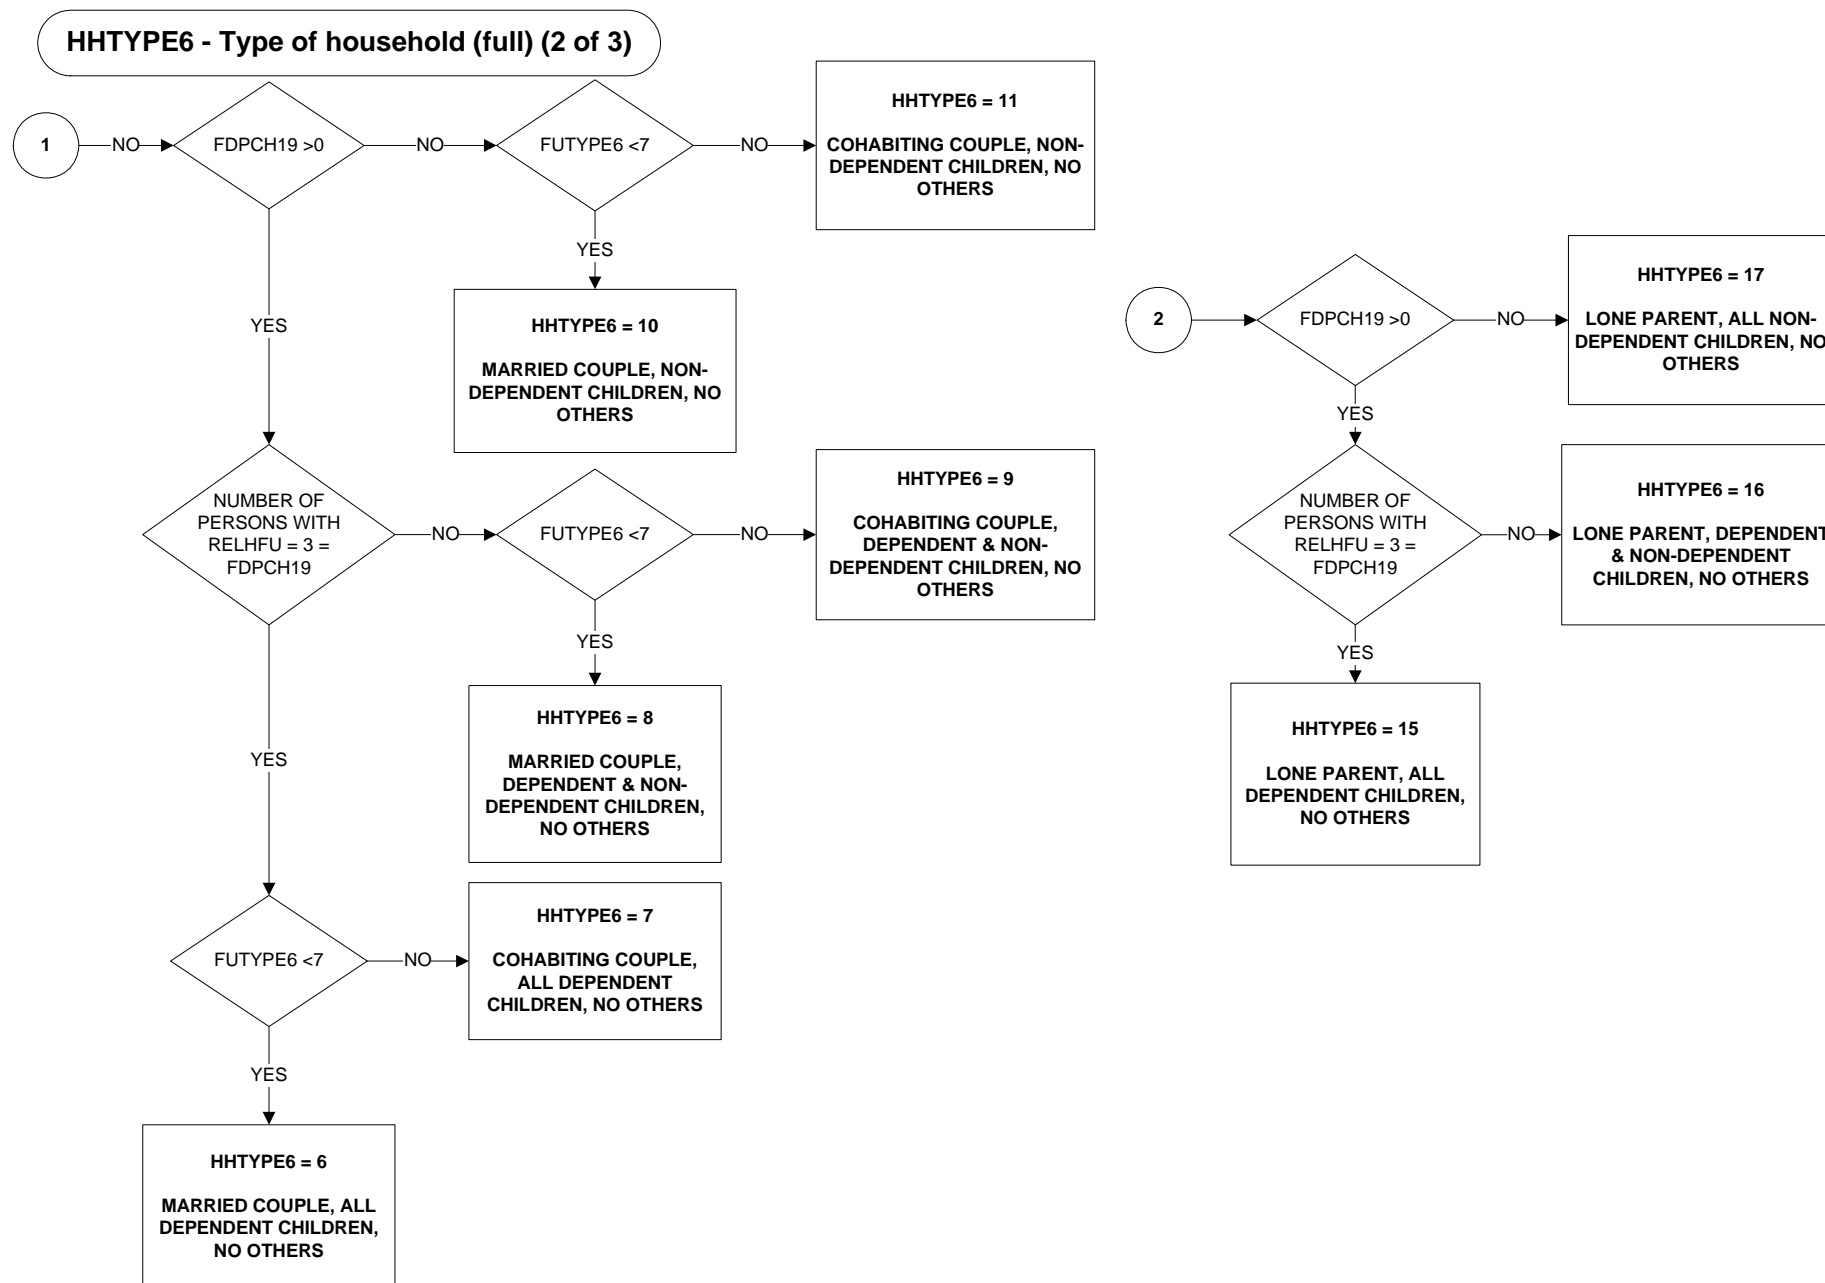 HHTYPE6 - Type of household (full) (2 of 3)
1
NO
FDPCH19 >0
NO
FUTYPE6 <7
NO
HHTYPE6 = 11
COHABITING COUPLE, NON-
DEPENDENT CHILDREN, NO
OTHERS
YES
HHTYPE6 = 10
MARRIED COUPLE, NON-
DEPENDENT CHILDREN, NO
OTHERS
YES
NUMBER OF
PERSONS WITH
RELHFU = 3 =
FDPCH19
NO
FUTYPE6 <7
NO
HHTYPE6 = 9
COHABITING COUPLE,
DEPENDENT & NON-
DEPENDENT CHILDREN, NO
OTHERS
YES
HHTYPE6 = 8
MARRIED COUPLE,
DEPENDENT & NON-
DEPENDENT CHILDREN,
NO OTHERS
YES
FUTYPE6 <7
NO
HHTYPE6 = 7
COHABITING COUPLE,
ALL DEPENDENT
CHILDREN, NO OTHERS
YES
HHTYPE6 = 6
MARRIED COUPLE, ALL
DEPENDENT CHILDREN,
NO OTHERS
2
FDPCH19 >0
NO
HHTYPE6 = 17
LONE PARENT, ALL NON-
DEPENDENT CHILDREN, NO
OTHERS
YES
NUMBER OF
PERSONS WITH
RELHFU = 3 =
FDPCH19
NO
HHTYPE6 = 16
LONE PARENT, DEPENDENT
& NON-DEPENDENT
CHILDREN, NO OTHERS
YES
HHTYPE6 = 15
LONE PARENT, ALL
DEPENDENT CHILDREN,
NO OTHERS